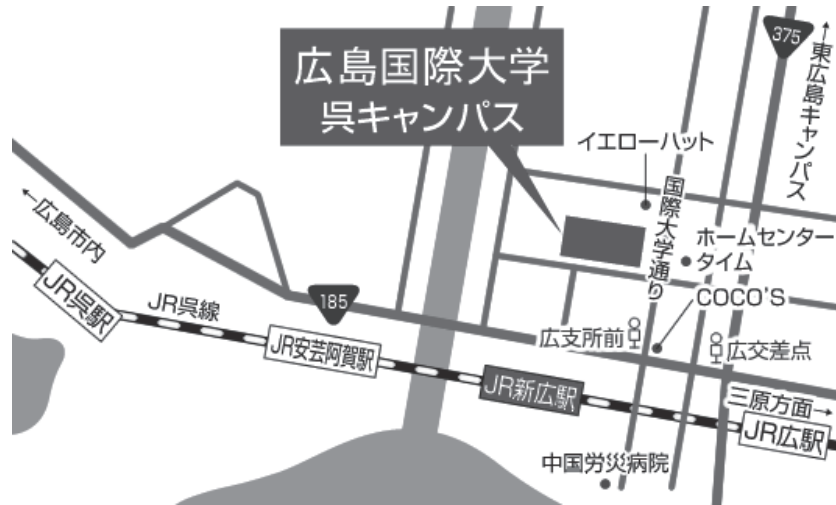 広島国際大学
呉キャンパス
375
↑東広島キャンパス
イエローハット
国際大学通り
ホームセンター
タイム
COCO'S
←広島市内
JR呉駅
JR呉線
185
JR安芸阿賀駅
広支所前
広交差点
JR新広駅
三原方面→
JR広駅
中国労災病院